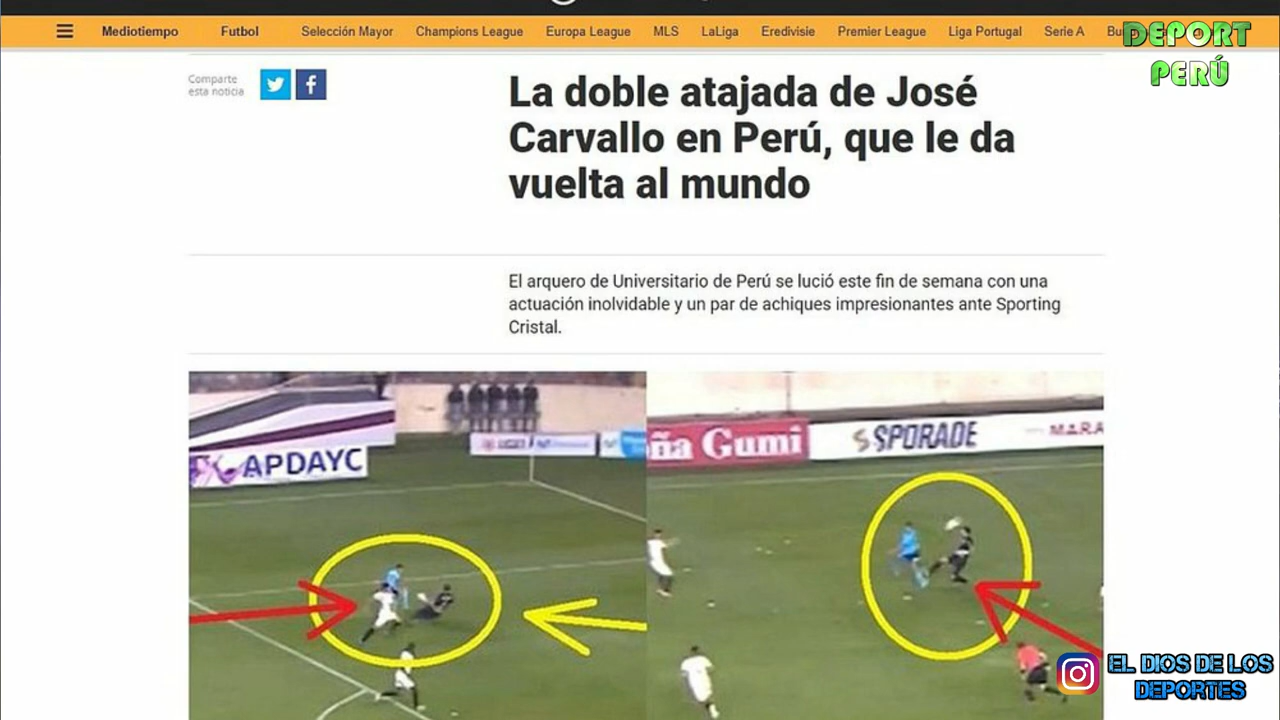 Mediotiempo Futbol Selección Mayor Champions League Europa League MLS LaLiga Eredivisie Premier League Liga Portugal Serie A
DEPORT
PERÚ
Comparte
esta noticia
La doble atajada de José
Carvallo en Perú, que le da
vuelta al mundo
El arquero de Universitario de Perú se lució este fin de semana con una
actuación inolvidable y un par de achiques impresionantes ante Sporting
Cristal.
APDAYC
ña Gumi
SPORADE
MARA
EL DIOS DE LOS
DEPORTES